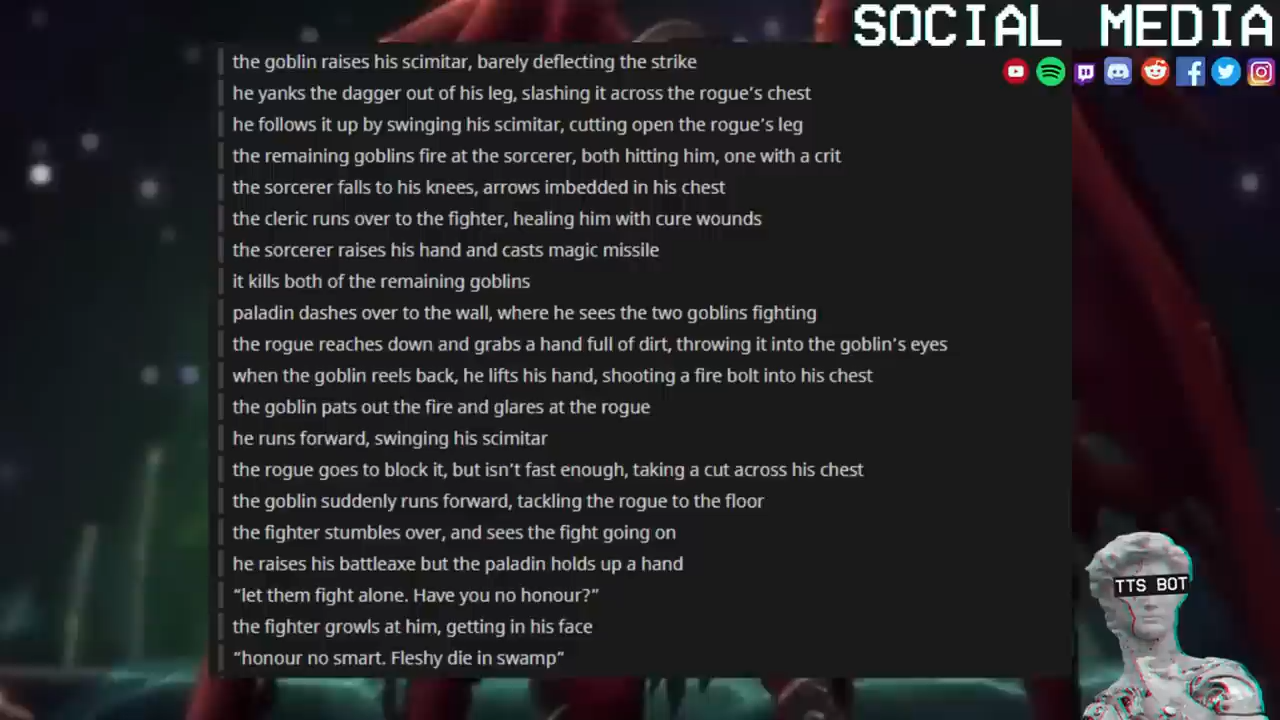 SOCIAL MEDIA
the goblin raises his scimitar, barely deflecting the strike
he yanks the dagger out of his leg, slashing it across the rogue’s chest
he follows it up by swinging his scimitar, cutting open the rogue’s leg
the remaining goblins fire at the sorcerer, both hitting him, one with a crit
the sorcerer falls to his knees, arrows imbedded in his chest
the cleric runs over to the fighter, healing him with cure wounds
the sorcerer raises his hand and casts magic missile
it kills both of the remaining goblins
paladin dashes over to the wall, where he sees the two goblins fighting
the rogue reaches down and grabs a hand full of dirt, throwing it into the goblin’s eyes
when the goblin reels back, he lifts his hand, shooting a fire bolt into his chest
the goblin pats out the fire and glares at the rogue
he runs forward, swinging his scimitar
the rogue goes to block it, but isn’t fast enough, taking a cut across his chest
the goblin suddenly runs forward, tackling the rogue to the floor
the fighter stumbles over, and sees the fight going on
he raises his battleaxe but the paladin holds up a hand
“let them fight alone. Have you no honour?”
the fighter growls at him, getting in his face
“honour no smart. Fleshy die in swamp”
TTS BOT